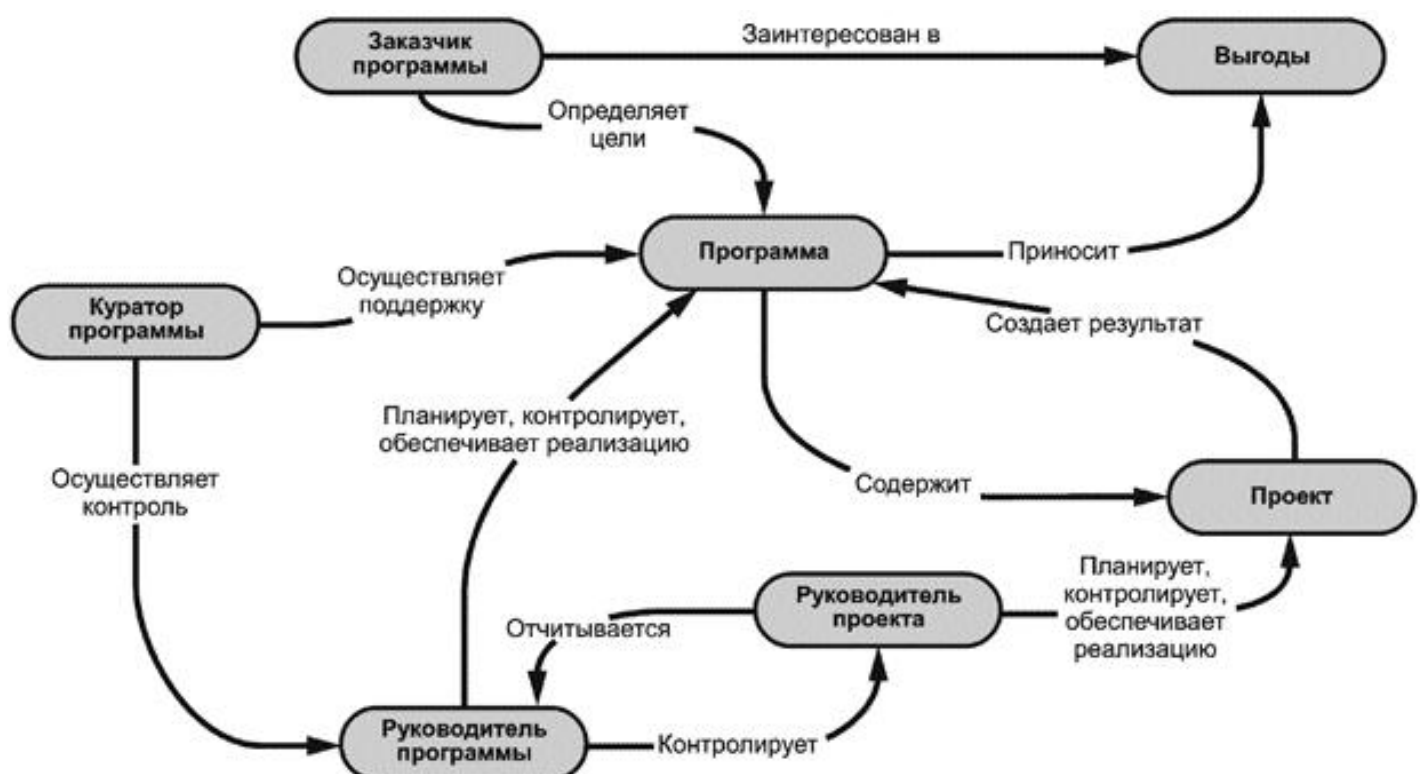 Заказчик
программы
Заинтересован в
Выгоды
Определяет
цели
Программа
Приносит
Осуществляет
поддержку
Куратор
программы
Создает результат
Планирует, контролирует,
обеспечивает реализацию
Осуществляет
контроль
Содержит
Проект
Руководитель
проекта
Планирует,
контролирует,
обеспечивает
реализацию
Отчитывается
Руководитель
программы
Контролирует